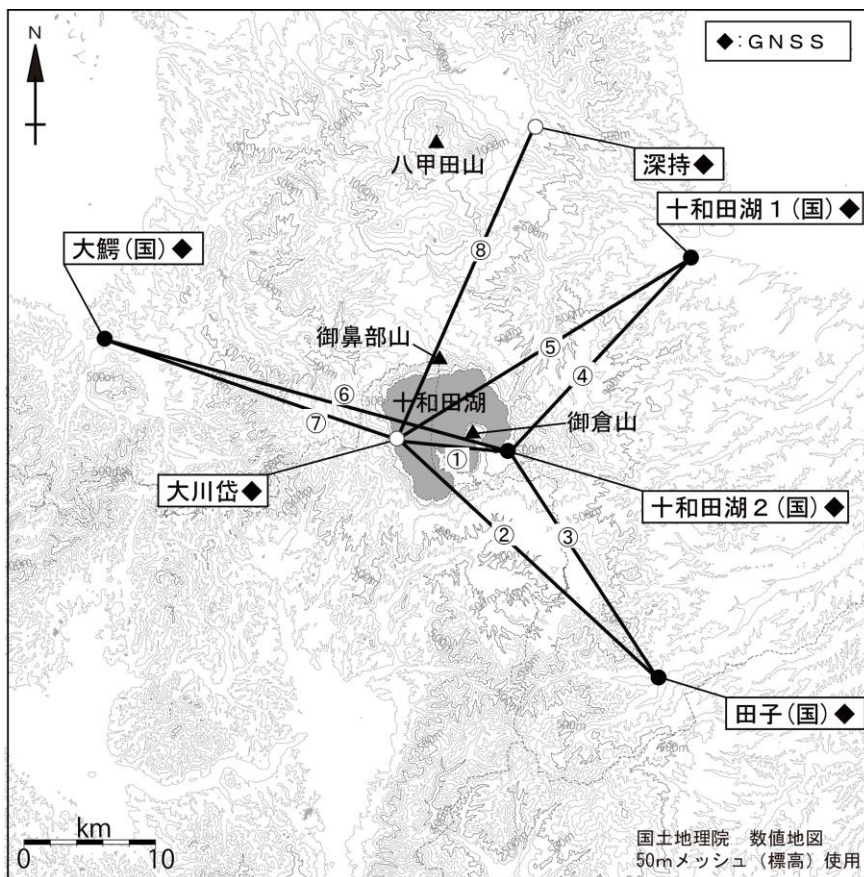 N
◆:GNSS
八甲田山
深持◆
十和田湖1(国)◆
大鰐(国)◆
⑧
御鼻部山
⑤
④
⑥
十和田湖
⑦
御倉山
①
大川岱◆
十和田湖2(国)◆
②
③
田子(国)◆
km
0 10
国土地理院 数値地図
50mメッシュ(標高)使用
500m
1000m